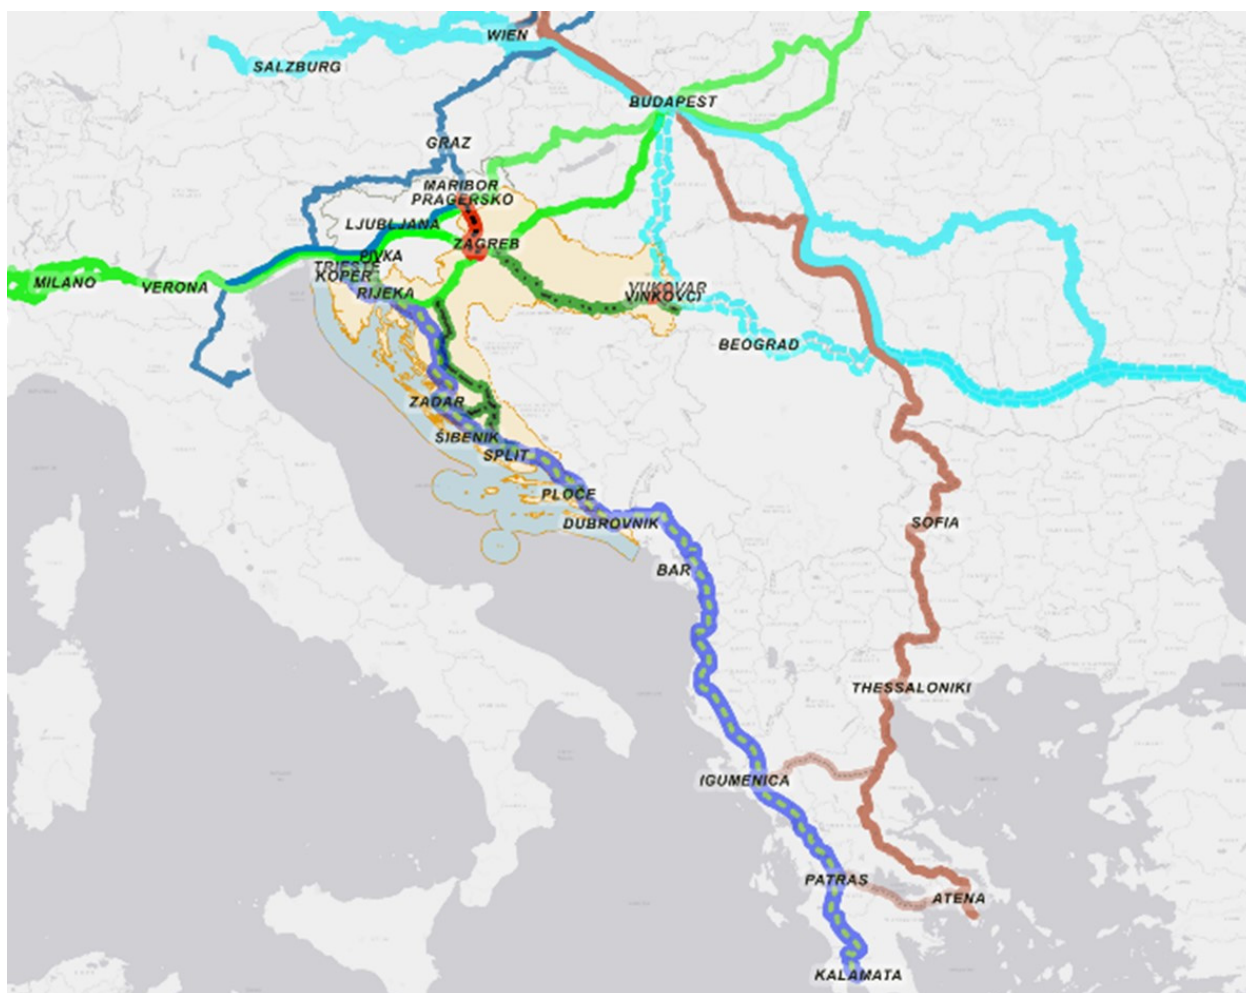 WIEN
SALZBURG
BUDAPEST
GRAZ
MARIBOR
PRAGERSKO
LJUBLJANA
ZAGREB
PIVKA
TRIESTE
KOPER
MILANO
VERONA
RIJEKA
VUKOVAR
VINKOVCI
BEOGRAD
ZADAR
ŠIBENIK
SPLIT
PLOČE
DUBROVNIK
SOFIA
BAR
THESSALONIKI
IGUMENICA
PATRAS
ATENA
KALAMATA